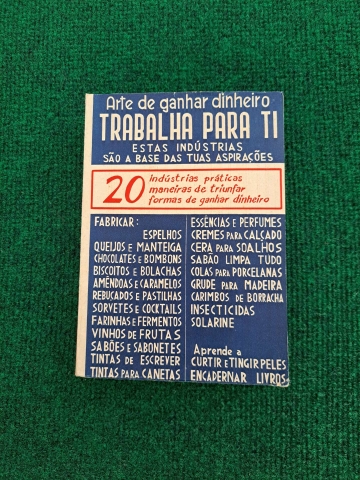 Arte de ganhar dinheiro
TRABALHA PARA TI
ESTAS INDÚSTRIAS
SÃO A BASE DAS TUAS ASPIRAÇÕES
20
indústrias práticas
maneiras de triunfar
formas de ganhar dinheiro
FABRICAR:
ESPELHOS
QUEIJOS E MANTEIGA
CHOCOLATES E BOMBONS
BISCOITOS E BOLACHAS
AMÊNDOAS E CARAMELOS
REBUCADOS E PASTILHAS
SORVETES E COCKTAILS
FARINHAS E FERMENTOS
VINHOS DE FRUTAS
SABÕES E SABONETES
TINTAS DE ESCREVER
TINTAS PARA CANETAS
ESSÊNCIAS E PERFUMES
CREMES PARA CALÇADO
CERA PARA SOALHOS
SABÃO LIMPA TUDO
COLAS PARA PORCELANAS
GRUDE PARA MADEIRA
CARIMBOS DE BORRACHA
INSECTICIDAS
SOLARINE
Aprende a
CURTIR E TINGIR PELES
ENCADERNAR LIVROS